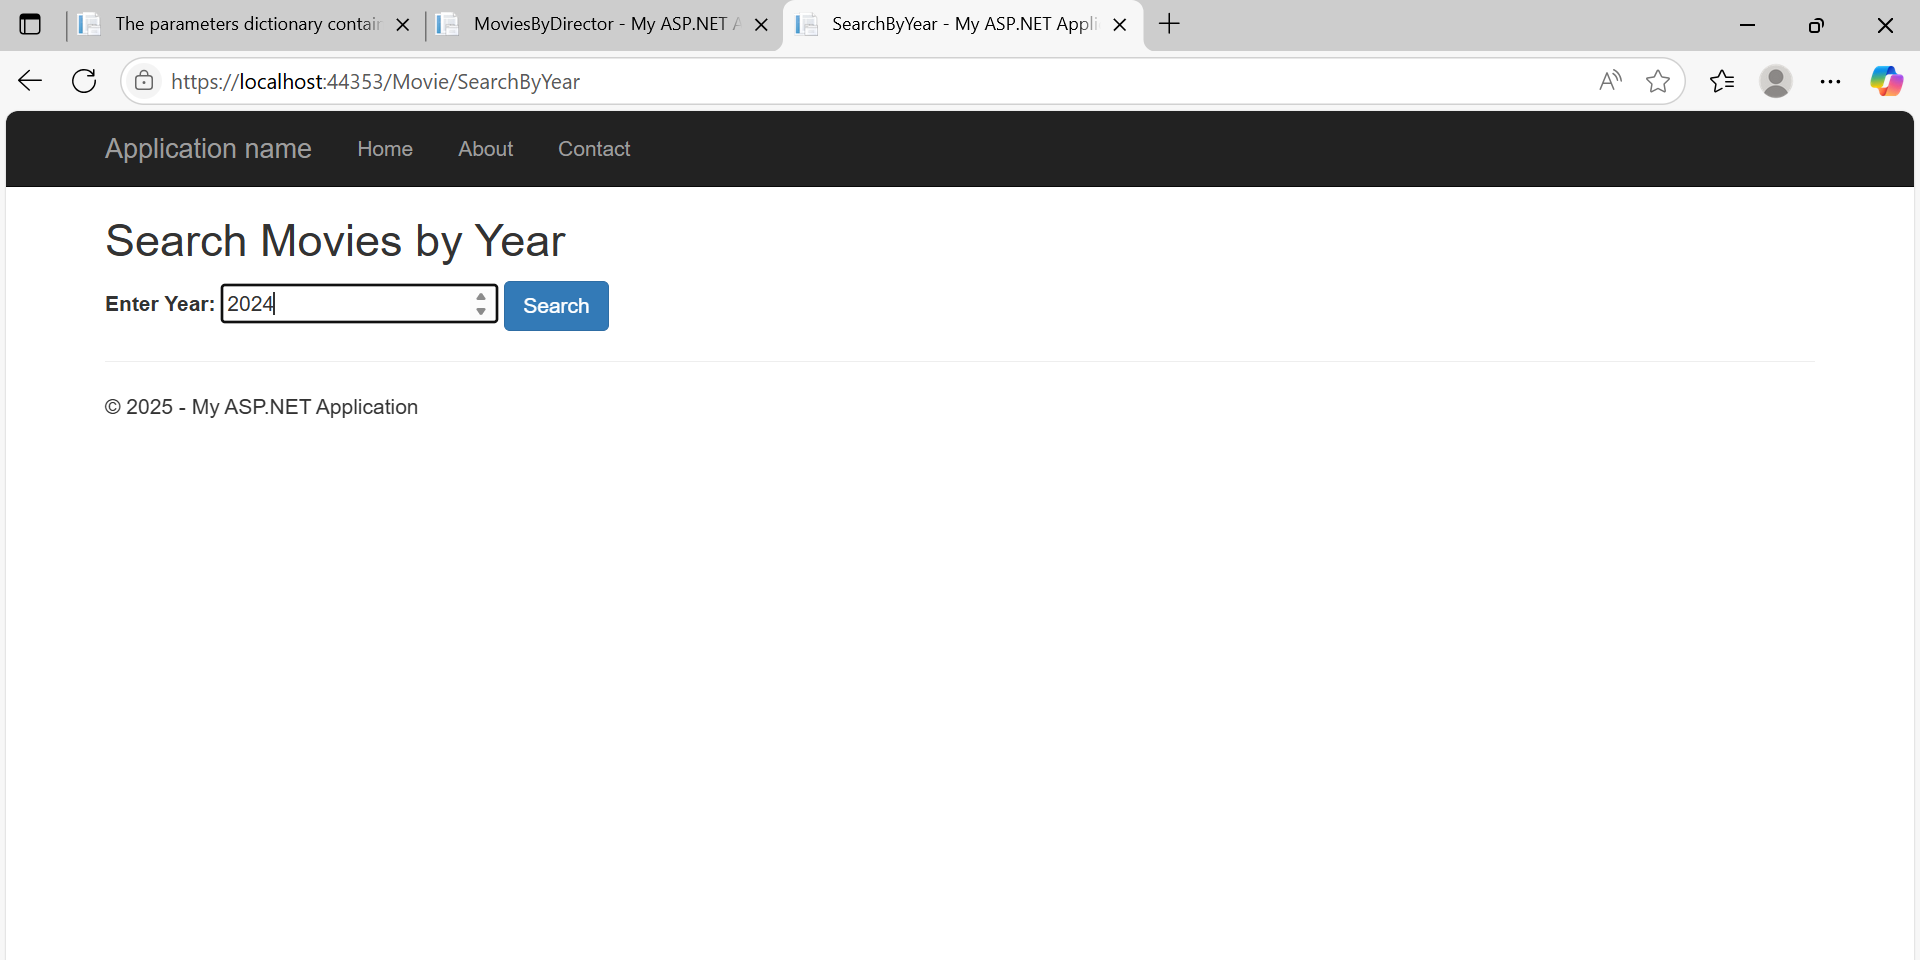 The parameters dictionary contain
MoviesByDirector - My ASP.NET A
SearchByYear - My ASP.NET Appli
https://localhost:44353/Movie/SearchByYear
Application name Home About Contact
Search Movies by Year
Enter Year: 2024 Search
© 2025 - My ASP.NET Application